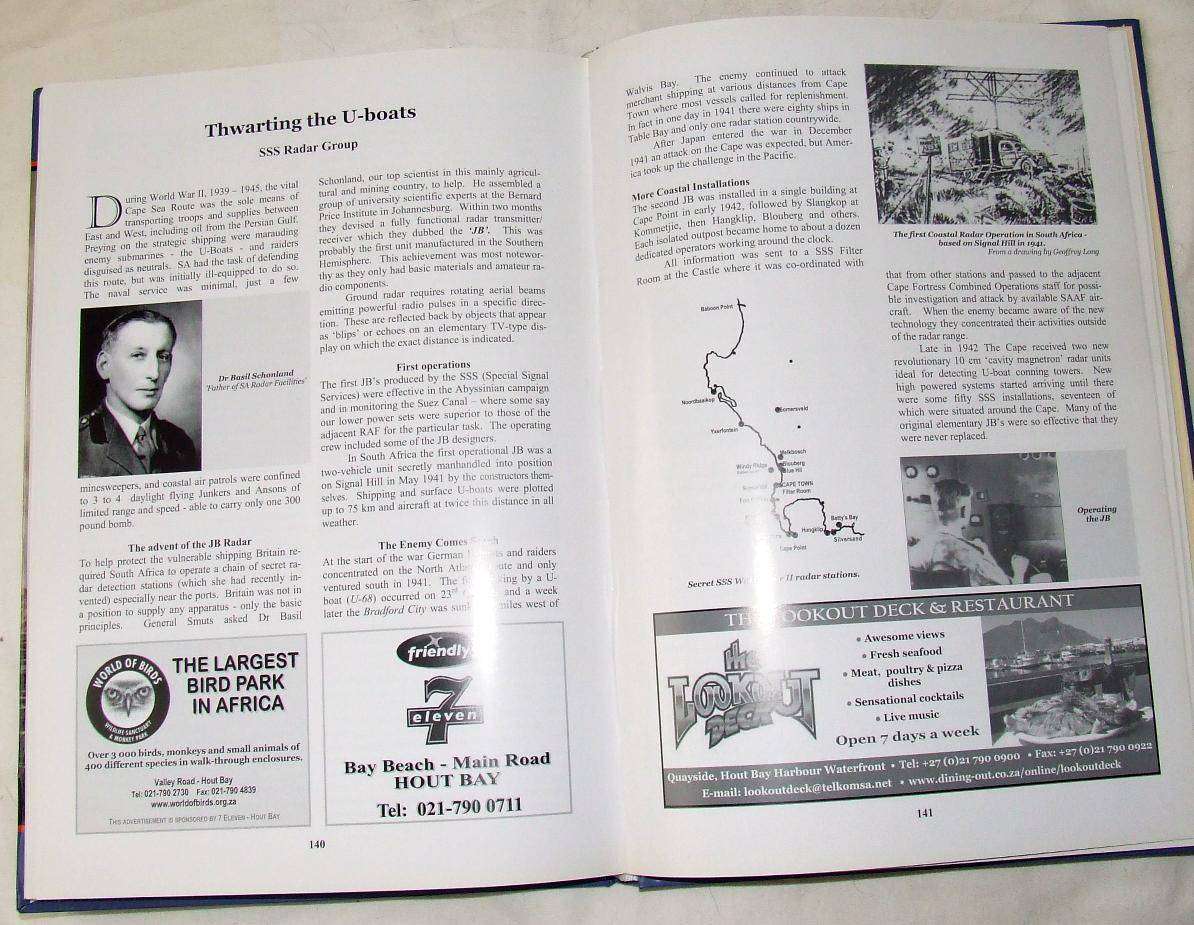 Thwarting the U-boats
SSS Radar Group
During World War II, 1939 – 1945, the vital
Cape Sea Route was the sole means of
transporting troops and supplies between
East and West, including oil from the Persian Gulf.
Preying on the strategic shipping were marauding
enemy submarines - the U-Boats - and raiders
disguised as neutrals. SA had the task of defending
this route, but was initially ill-equipped to do so.
The naval service was minimal, just a few
Dr Basil Schonland
'Father of SA Radar Facilities'
minesweepers, and coastal air patrols were confined
to 3 to 4 daylight flying Junkers and Ansons of
limited range and speed - able to carry only one 300
pound bomb.
The advent of the JB Radar
To help protect the vulnerable shipping Britain re-
quired South Africa to operate a chain of secret ra-
dar detection stations (which she had recently in-
vented) especially near the ports. Britain was not in
a position to supply any apparatus - only the basic
principles. General Smuts asked Dr Basil
Schonland, our top scientist in this mainly agricul-
tural and mining country, to help. He assembled a
group of university scientific experts at the Bernard
Price Institute in Johannesburg. Within two months
they devised a fully functional radar transmitter/
receiver which they dubbed the 'JB'. This was
probably the first unit manufactured in the Southern
Hemisphere. This achievement was most notewor-
thy as they only had basic materials and amateur ra-
dio components.
Ground radar requires rotating aerial beams
emitting powerful radio pulses in a specific direc-
tion. These are reflected back by objects that appear
as 'blips' or echoes on an elementary TV-type dis-
play on which the exact distance is indicated.
First operations
The first JB's produced by the SSS (Special Signal
Services) were effective in the Abyssinian campaign
and in monitoring the Suez Canal – where some say
our lower power sets were superior to those of the
adjacent RAF for the particular task. The operating
crew included some of the JB designers.
In South Africa the first operational JB was a
two-vehicle unit secretly manhandled into position
on Signal Hill in May 1941 by the constructors them-
selves. Shipping and surface U-boats were plotted
up to 75 km and aircraft at twice this distance in all
weather.
The Enemy Comes
At the start of the war German and raiders
concentrated on the North and only
ventured south in 1941. The by a U-
boat (U-68) occurred on 23rd and a week
later the Bradford City was miles west of
WORLD OF BIRDS
WILDLIFE SANCTUARY
& MONKEY PARK
THE LARGEST
BIRD PARK
IN AFRICA
Over 3 000 birds, monkeys and small animals of
400 different species in walk-through enclosures.
Valley Road - Hout Bay
Tel: 021-790 2730 Fax: 021-790 4839
www.worldofbirds.org.za
THIS ADVERTISEMENT IS SPONSORED BY 7 ELEVEN - HOUT BAY
friendly
7
eleven
Bay Beach - Main Road
HOUT BAY
Tel: 021-790 0711
140
Walvis Bay. The enemy continued to attack
merchant shipping at various distances from Cape
Town where most vessels called for replenishment.
In fact in one day in 1941 there were eighty ships in
Table Bay and only one radar station countrywide.
After Japan entered the war in December
1941 an attack on the Cape was expected, but Amer-
ica took up the challenge in the Pacific.
More Coastal Installations
The second JB was installed in a single building at
Cape Point in early 1942, followed by Slangkop at
Kommetjie, then Hangklip, Blouberg and others.
Each isolated outpost became home to about a dozen
dedicated operators working around the clock.
All information was sent to a SSS Filter
Room at the Castle where it was co-ordinated with
Baboon Point
Noordbaaikop
Yzerfontein
Somersveld
Melkbosch
Blouberg
Blue Hill
Windy Ridge
CAPE TOWN
Filter Room
Betty's Bay
Hangklip
Silversand
Cape Point
Secret SSS II radar stations.
The first Coastal Radar Operation in South Africa -
based on Signal Hill in 1941.
From a drawing by Geoffrey Long
that from other stations and passed to the adjacent
Cape Fortress Combined Operations staff for possi-
ble investigation and attack by available SAAF air-
craft. When the enemy became aware of the new
technology they concentrated their activities outside
of the radar range.
Late in 1942 The Cape received two new
revolutionary 10 cm 'cavity magnetron' radar units
ideal for detecting U-boat conning towers. New
high powered systems started arriving until there
were some fifty SSS installations, seventeen of
which were situated around the Cape. Many of the
original elementary JB's were so effective that they
were never replaced.
Operating
the JB
THE LOOKOUT DECK & RESTAURANT
the
LOOKOUT
DECK
• Awesome views
• Fresh seafood
• Meat, poultry & pizza
dishes
• Sensational cocktails
• Live music
Open 7 days a week
Quayside, Hout Bay Harbour Waterfront • Tel: +27 (0)21 790 0900 • Fax: +27 (0)21 790 0922
E-mail: lookoutdeck@telkomsa.net • www.dining-out.co.za/online/lookoutdeck
141